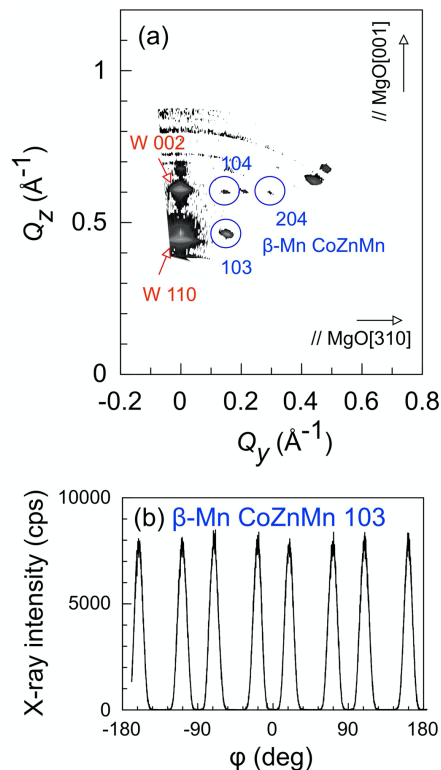 (a)
1
// MgO[001]
W 002
104
Qz (Å⁻¹)
0.5
204
β-Mn CoZnMn
103
W 110
// MgO[310]
0
-0.2 0 0.2 0.4 0.6 0.8
Qy (Å⁻¹)
10000
(b) β-Mn CoZnMn 103
X-ray intensity (cps)
5000
0
-180 -90 0 90 180
φ (deg)